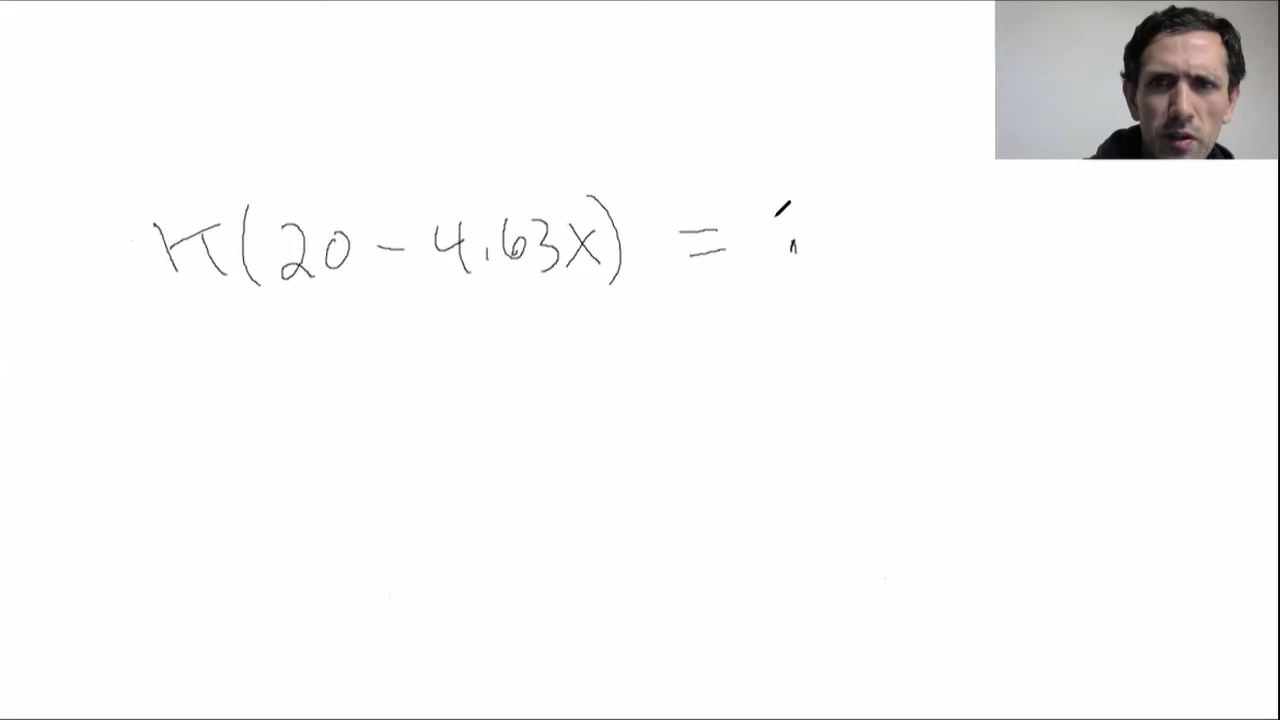 K(20 - 4.63x) =